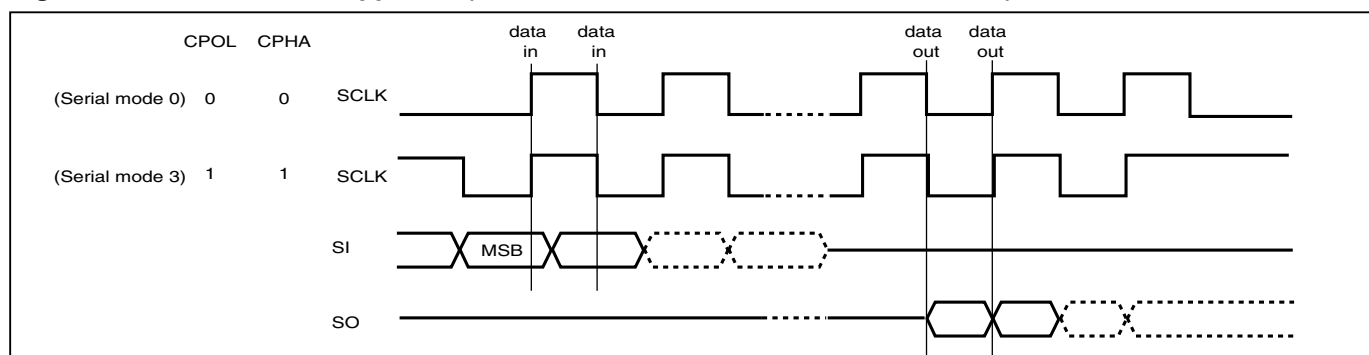 data data data data
in in out out
CPOL CPHA
(Serial mode 0) 0 0 SCLK
(Serial mode 3) 1 1 SCLK
SI MSB
SO